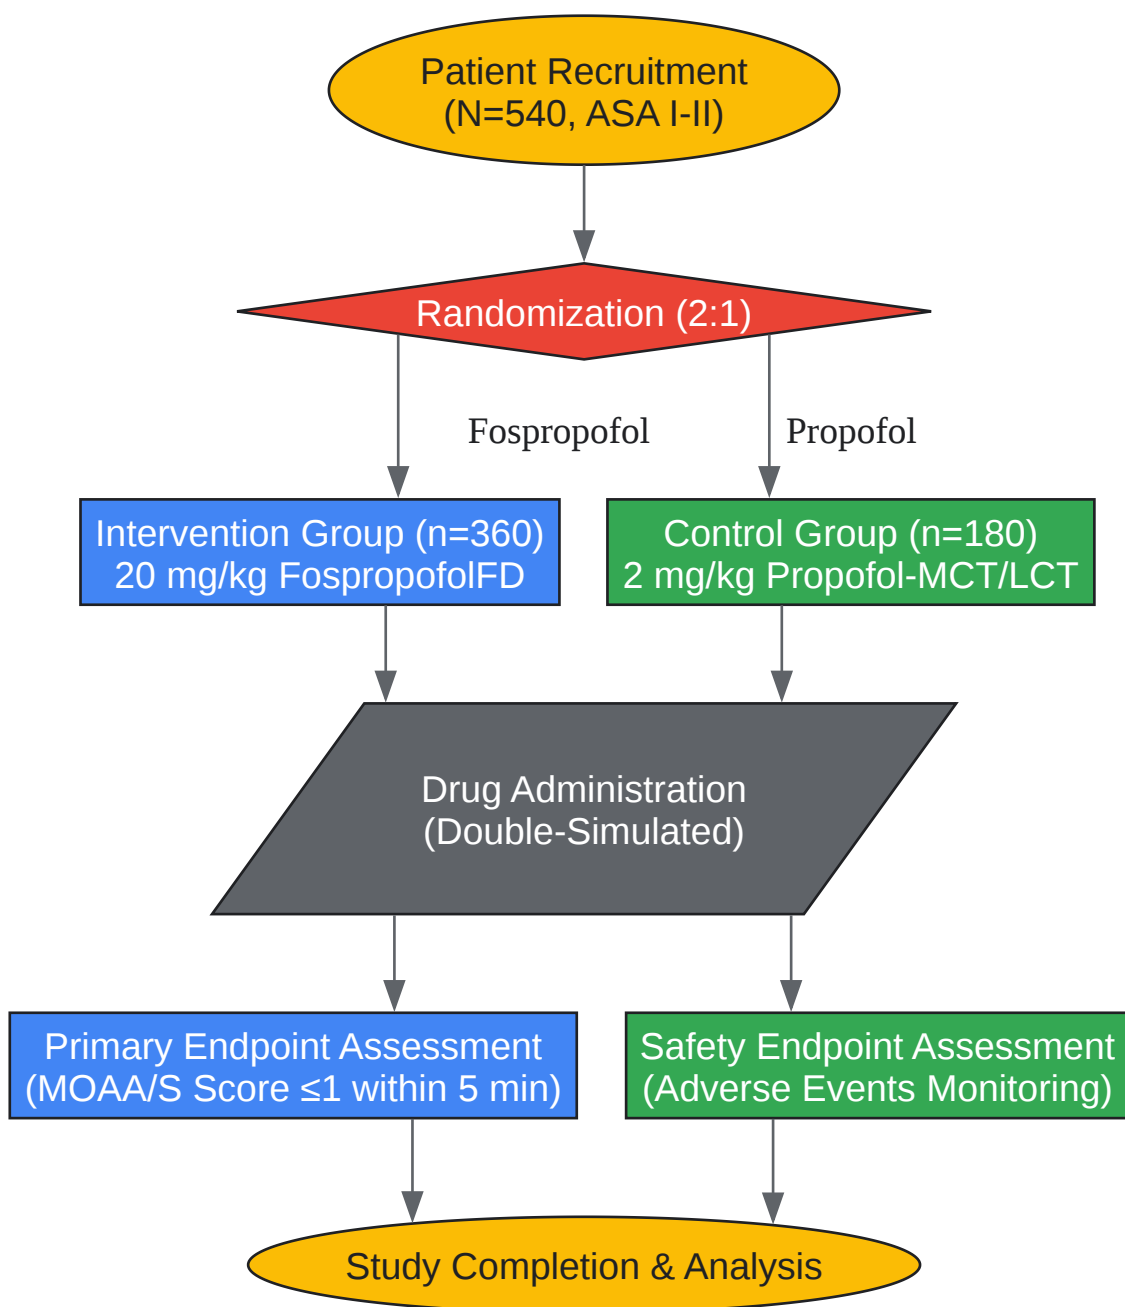 Patient Recruitment
(N=540, ASA I-II)
Randomization (2:1)
Fospropofol
Propofol
Intervention Group (n=360)
20 mg/kg FospropofolFD
Control Group (n=180)
2 mg/kg Propofol-MCT/LCT
Drug Administration
(Double-Simulated)
Primary Endpoint Assessment
(MOAA/S Score ≤1 within 5 min)
Safety Endpoint Assessment
(Adverse Events Monitoring)
Study Completion & Analysis